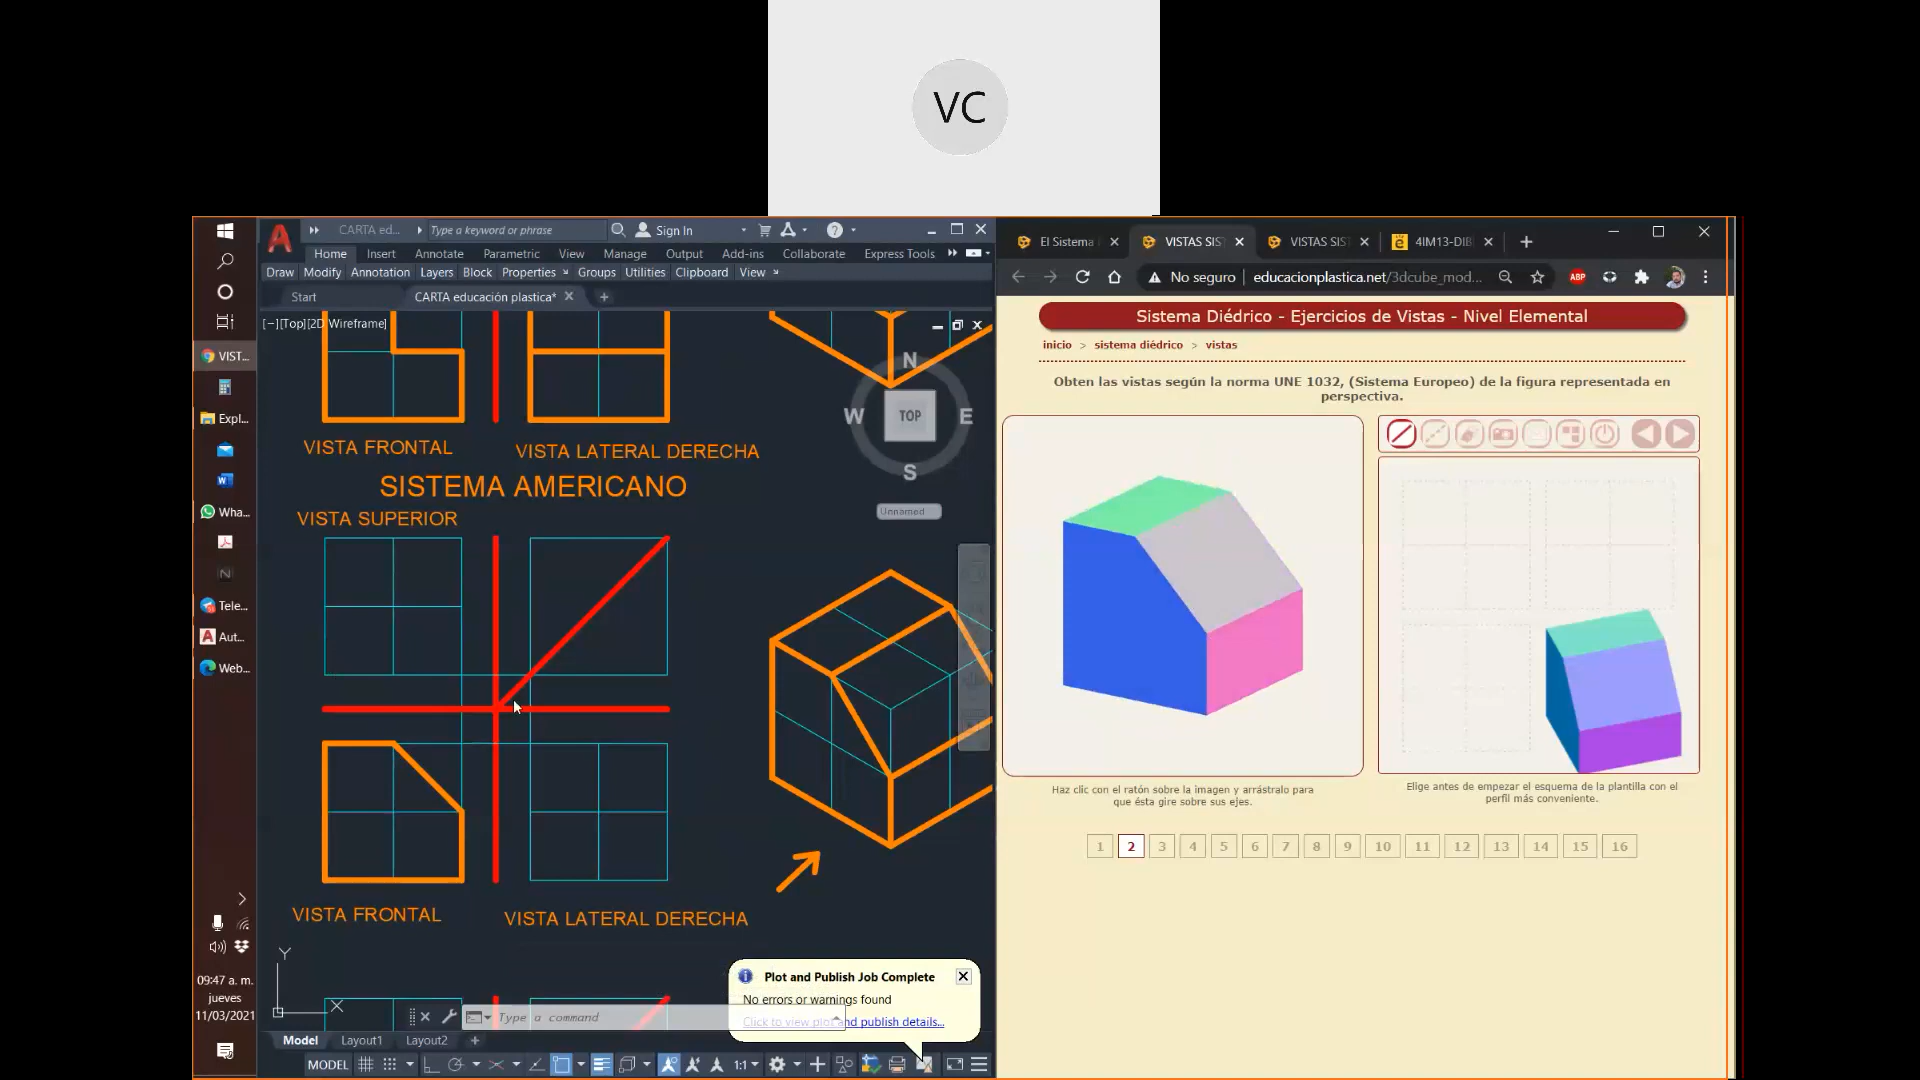 VC
CARTA ed...
Type a keyword or phrase
Sign In
Home Insert Annotate Parametric View Manage Output Add-ins Collaborate Express Tools
Draw Modify Annotation Layers Block Properties Groups Utilities Clipboard View
Start
CARTA educación plastica*
[−][Top][2D Wireframe]
N
W TOP E
S
Unnamed
VISTA FRONTAL
VISTA LATERAL DERECHA
SISTEMA AMERICANO
VISTA SUPERIOR
VISTA FRONTAL
VISTA LATERAL DERECHA
Y
X
Plot and Publish Job Complete
No errors or warnings found
Click to view plot and publish details...
Type a command
Model Layout1 Layout2
MODEL
1:1
VIST...
Expl...
Wha...
Tele...
Aut...
Web...
09:47 a. m.
jueves
11/03/2021
El Sistema
VISTAS SIS
VISTAS SIS
4IM13-DIB
No seguro
educacionplastica.net/3dcube_mod...
ABP
Sistema Diédrico - Ejercicios de Vistas - Nivel Elemental
inicio > sistema diédrico > vistas
Obten las vistas según la norma UNE 1032, (Sistema Europeo) de la figura representada en
perspectiva.
Haz clic con el ratón sobre la imagen y arrástralo para
que ésta gire sobre sus ejes.
Elige antes de empezar el esquema de la plantilla con el
perfil más conveniente.
1 2 3 4 5 6 7 8 9 10 11 12 13 14 15 16